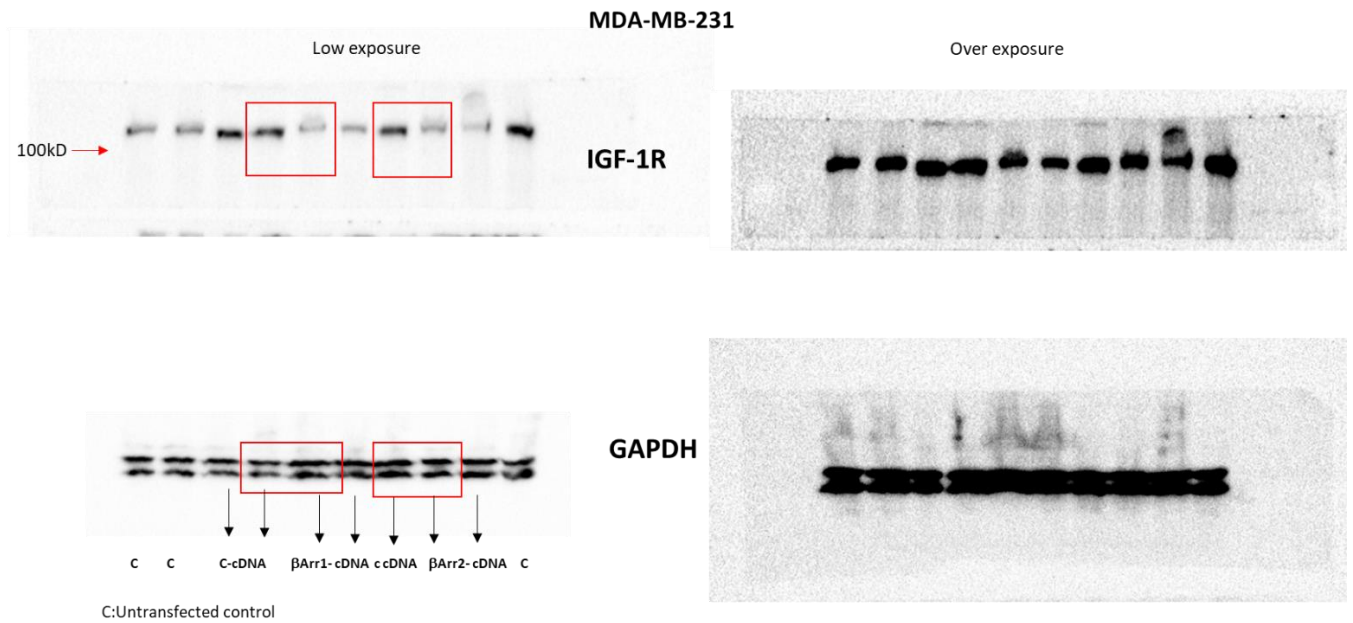 MDA-MB-231
Low exposure
Over exposure
100kD
IGF-1R
GAPDH
C C C-cDNA βArr1-cDNA c cDNA βArr2-cDNA C
C:Untransfected control